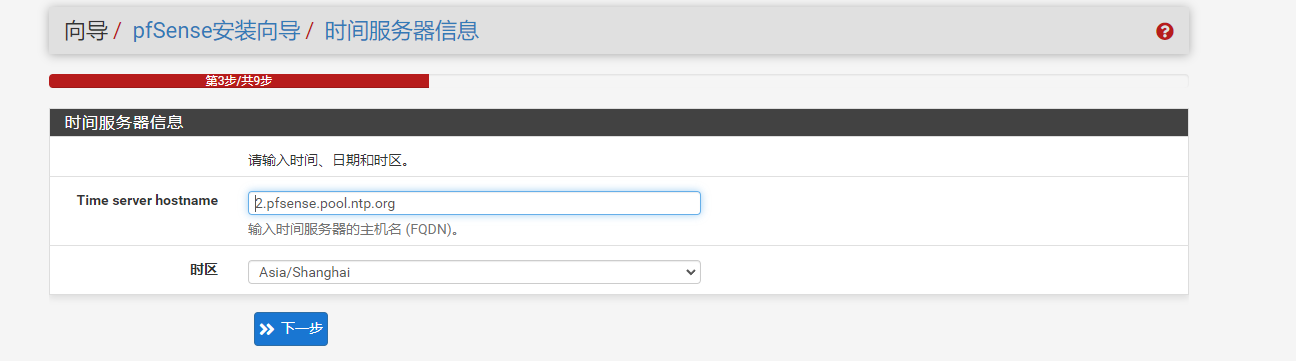 向导 / pfSense安装向导 / 时间服务器信息
第3步/共9步
时间服务器信息
请输入时间、日期和时区。
Time server hostname
2.pfsense.pool.ntp.org
输入时间服务器的主机名 (FQDN)。
时区
Asia/Shanghai
下一步